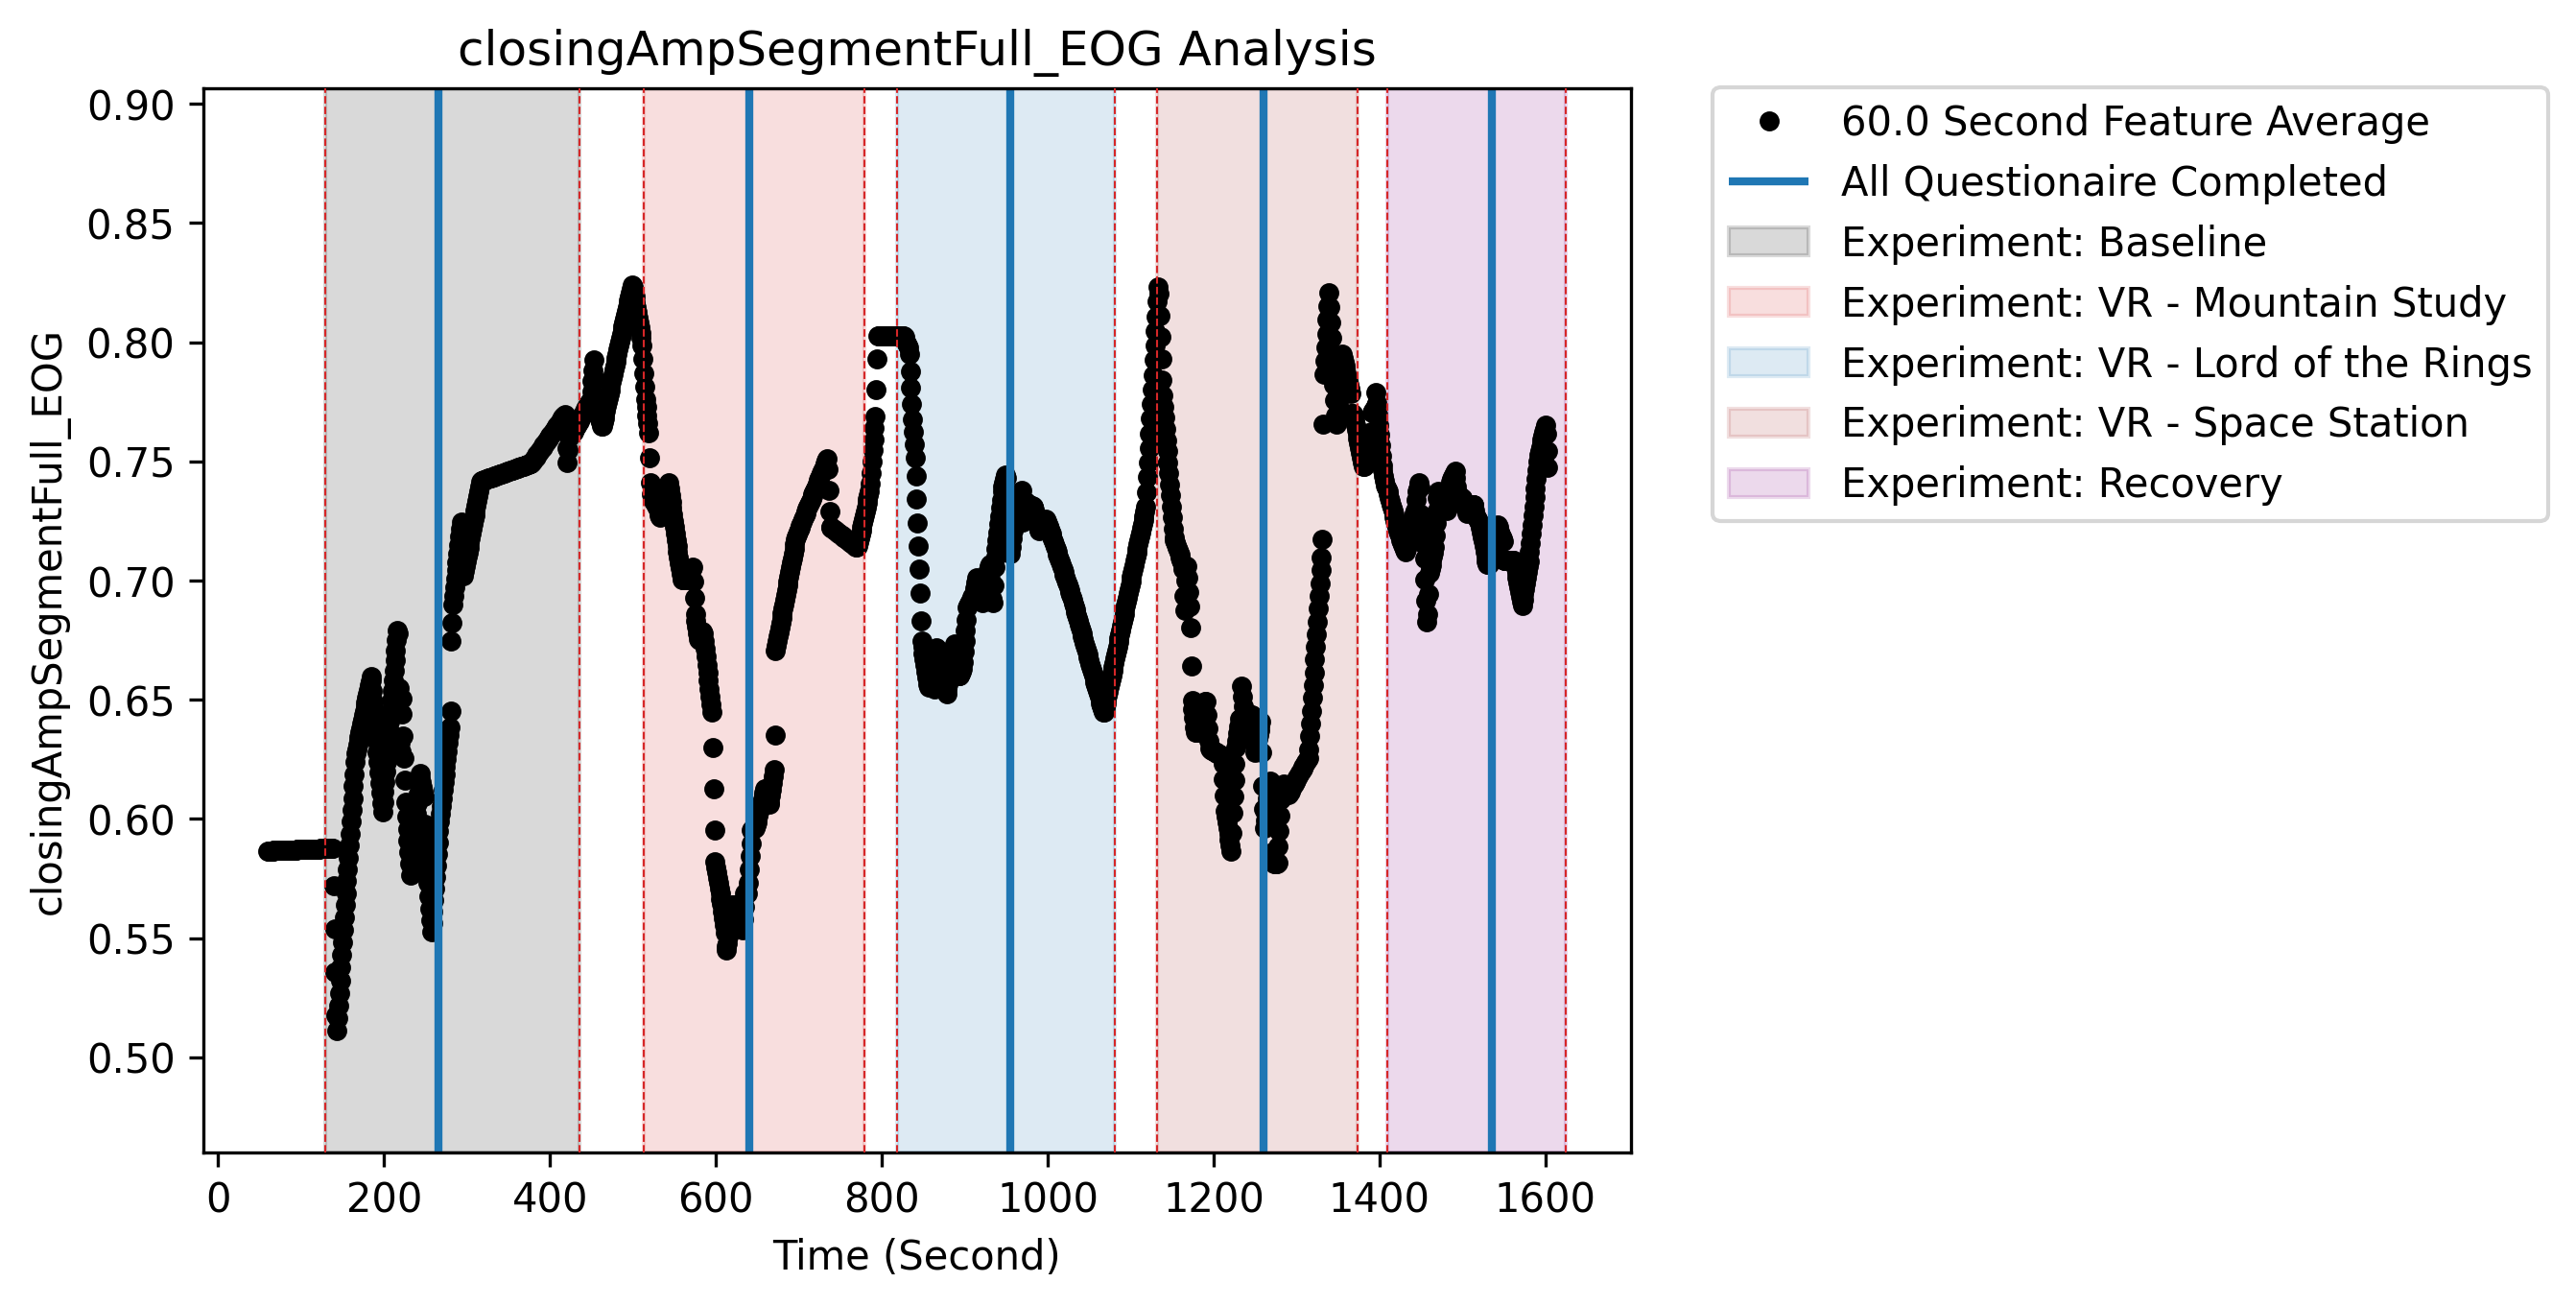 closingAmpSegmentFull_EOG Analysis
closingAmpSegmentFull_EOG
0.90
0.85
0.80
0.75
0.70
0.65
0.60
0.55
0.50
0 200 400 600 800 1000 1200 1400 1600
Time (Second)
60.0 Second Feature Average
All Questionaire Completed
Experiment: Baseline
Experiment: VR - Mountain Study
Experiment: VR - Lord of the Rings
Experiment: VR - Space Station
Experiment: Recovery